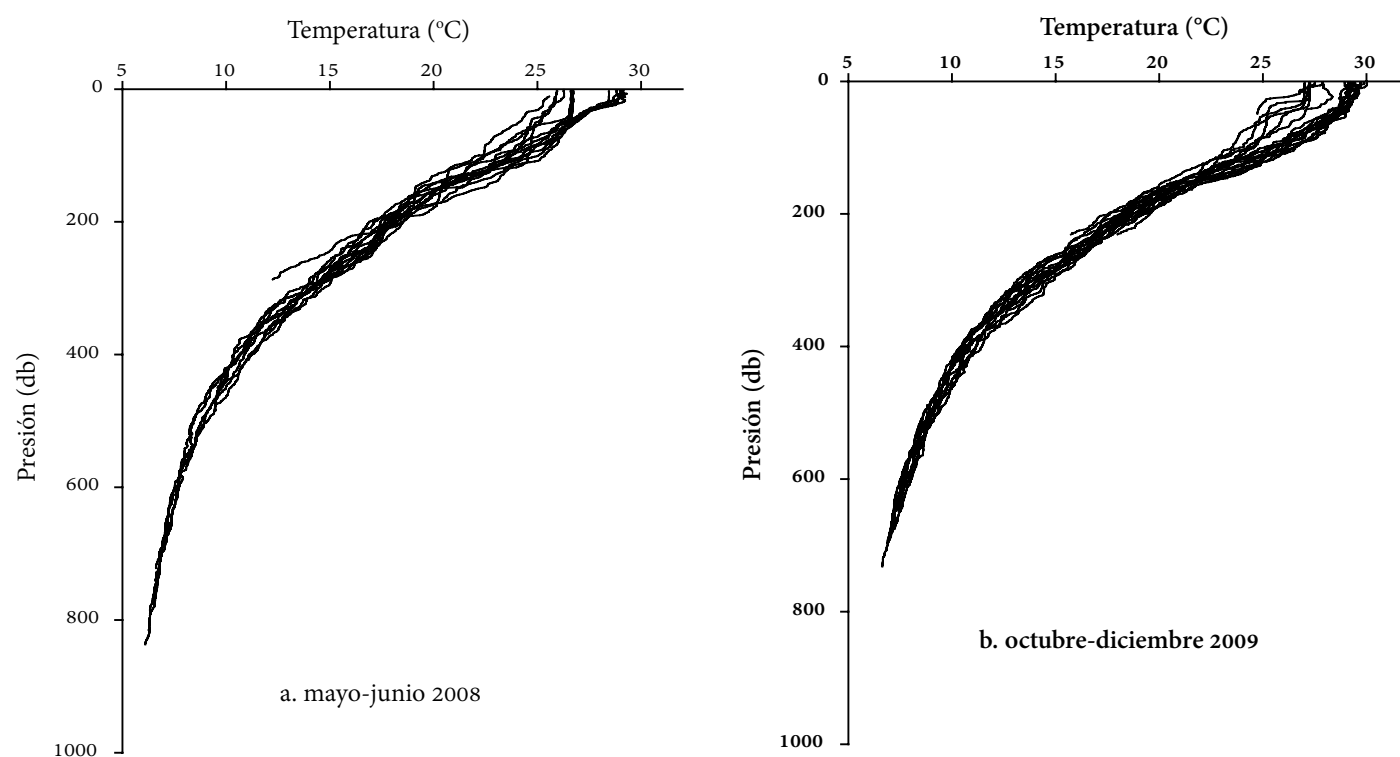 Temperatura (ºC)
5 10 15 20 25 30
0
200
400
600
800
1000
Presión (db)
a. mayo-junio 2008
Temperatura (°C)
5 10 15 20 25 30
0
200
400
600
800
1000
Presión (db)
b. octubre-diciembre 2009